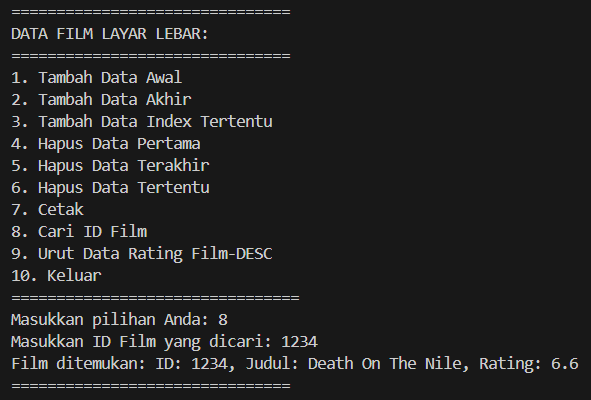 ===============================
DATA FILM LAYAR LEBAR:
===============================
1. Tambah Data Awal
2. Tambah Data Akhir
3. Tambah Data Index Tertentu
4. Hapus Data Pertama
5. Hapus Data Terakhir
6. Hapus Data Tertentu
7. Cetak
8. Cari ID Film
9. Urut Data Rating Film-DESC
10. Keluar
================================
Masukkan pilihan Anda: 8
Masukkan ID Film yang dicari: 1234
Film ditemukan: ID: 1234, Judul: Death On The Nile, Rating: 6.6
===============================